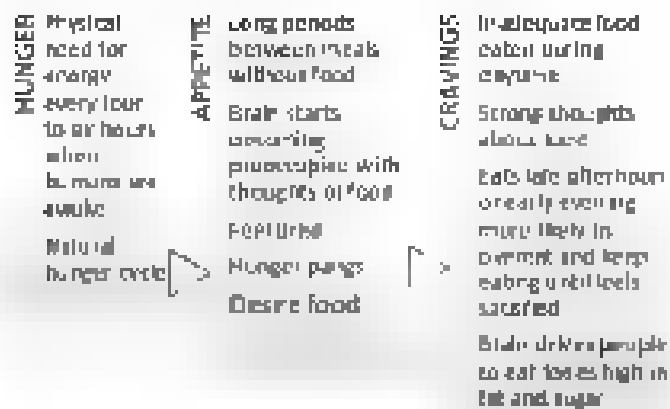 HUNGER
Physical
need for
energy
every four
to six hours
when
humans are
awake
Natural
hunger cycle
APPETITE
Long periods
between meals
without food
Brain starts
becoming
preoccupied with
thoughts of food
Hunger pangs
Desire food
CRAVINGS
Inadequate food
eaten during
daytime
Strong thoughts
about food
Eats late afternoon
or early evening
more likely to
overeat and keep
eating until feels
satisfied
Brain drives people
to eat foods high in
fat and sugar